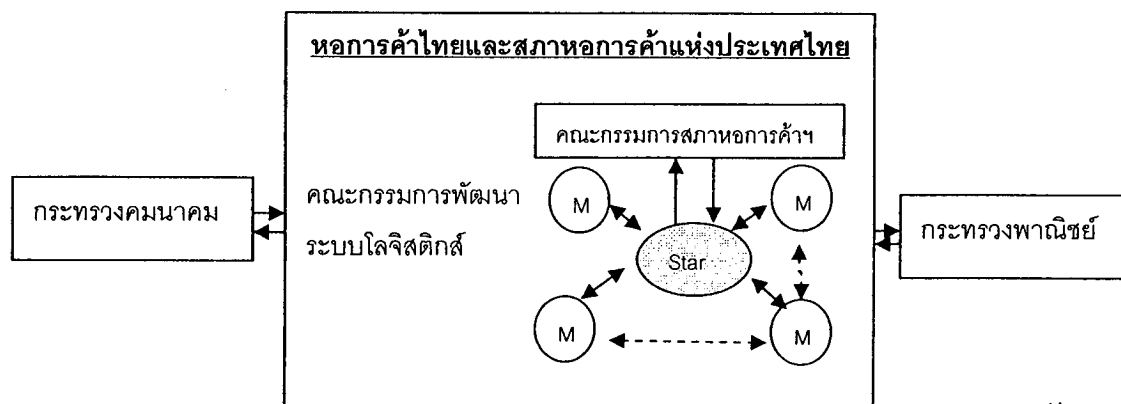 หอการค้าไทยและสภาหอการค้าแห่งประเทศไทย
คณะกรรมการสภาหอการค้าฯ
กระทรวงคมนาคม
คณะกรรมการพัฒนา
ระบบโลจิสติกส์
M
M
Star
M
M
กระทรวงพาณิชย์